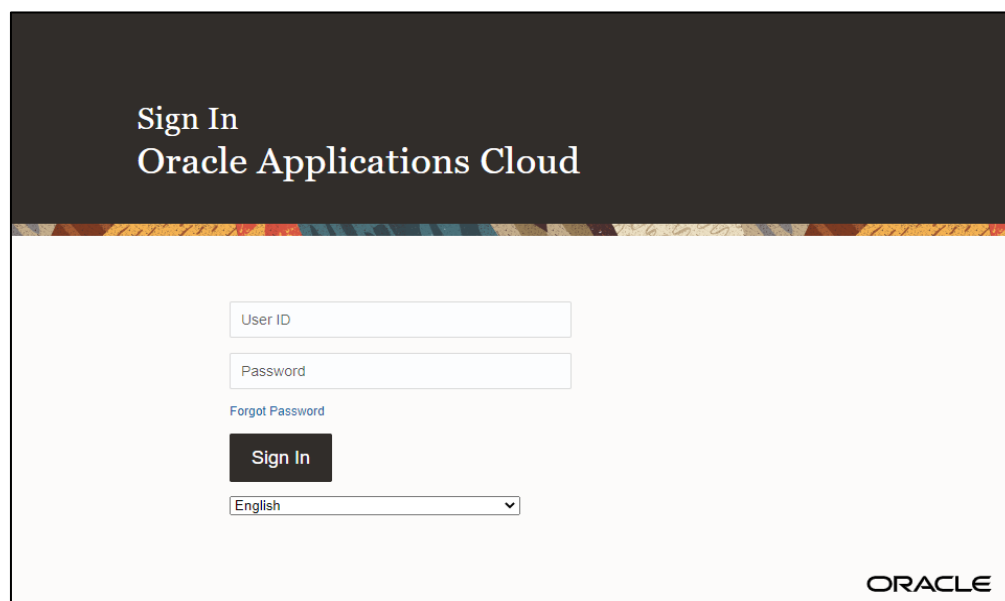 Sign In
Oracle Applications Cloud
User ID
Password
Forgot Password
Sign In
English
ORACLE